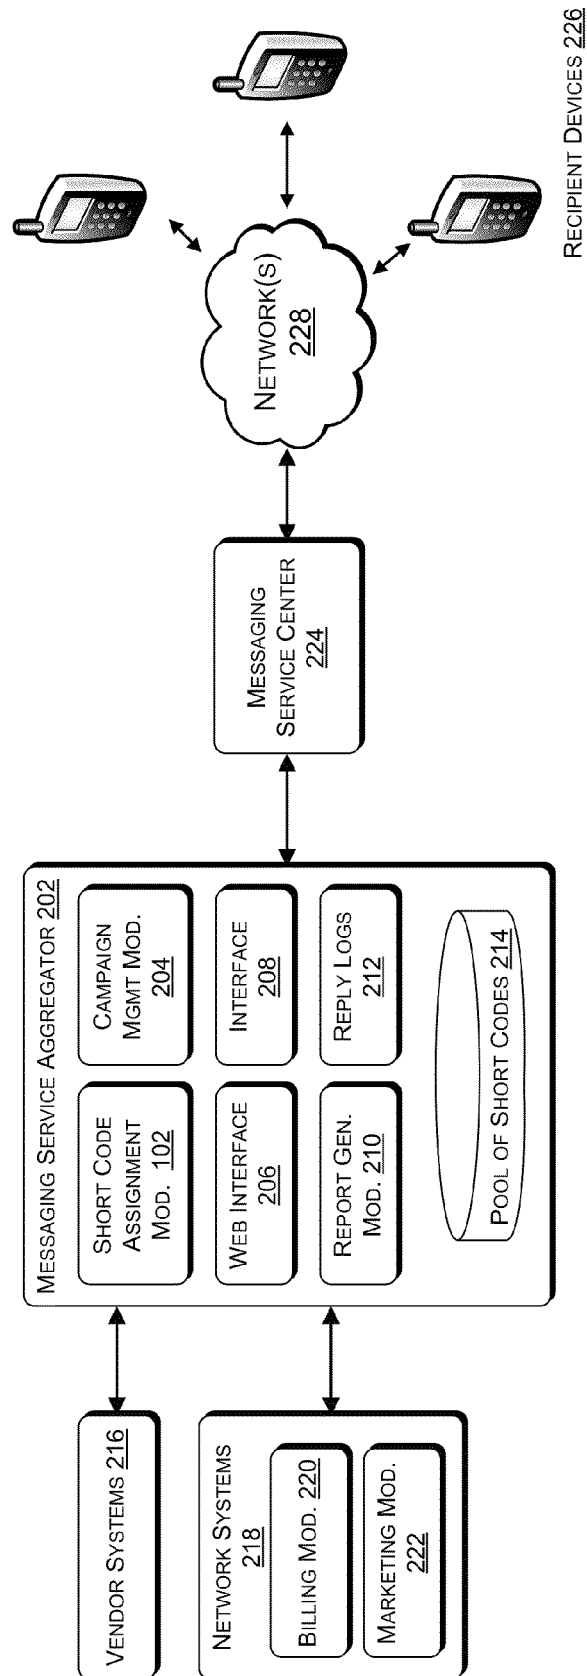 VENDOR SYSTEMS 216
NETWORK SYSTEMS
218
BILLING MOD. 220
MARKETING MOD.
222
MESSAGING SERVICE AGGREGATOR 202
SHORT CODE
ASSIGNMENT
MOD. 102
CAMPAIGN
MGMT MOD.
204
WEB INTERFACE
206
INTERFACE
208
REPORT GEN.
MOD. 210
REPLY LOGS
212
POOL OF SHORT CODES 214
MESSAGING
SERVICE CENTER
224
NETWORK(S)
228
RECIPIENT DEVICES 226